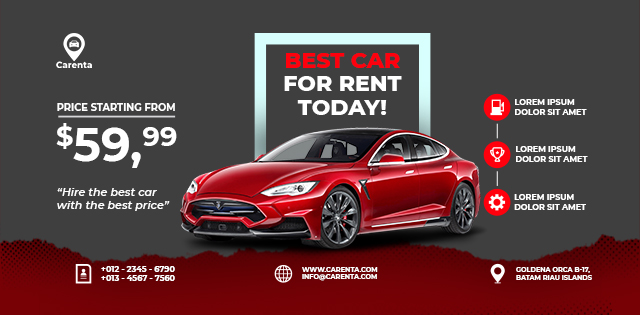 Carenta
PRICE STARTING FROM
$59,99
“Hire the best car
with the best price”
BEST CAR
FOR RENT
TODAY!
LOREM IPSUM
DOLOR SIT AMET
LOREM IPSUM
DOLOR SIT AMET
LOREM IPSUM
DOLOR SIT AMET
+012 - 2345 - 6790
+013 - 4567 - 7560
WWW.CARENTA.COM
INFO@CARENTA.COM
GOLDENA ORCA B-17,
BATAM RIAU ISLANDS